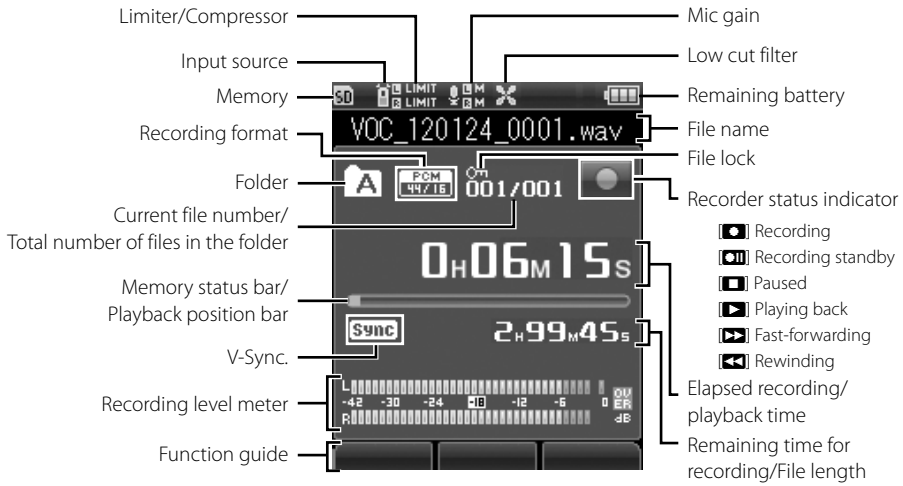 Limiter/Compressor
Input source
Memory
Recording format
Folder
Current file number/
Total number of files in the folder
Memory status bar/
Playback position bar
V-Sync.
Recording level meter
Function guide
SD
L LIMIT
R LIMIT
L M
R M
VOC_120124_0001.wav
A
PCM
44/16
001/001
0H06M15S
Sync
2H99M45S
L
-42 -30 -24 -18 -12 -6 0
OVER
R
dB
Mic gain
Low cut filter
Remaining battery
File name
File lock
Recorder status indicator
[●] Recording
[●II] Recording standby
[■] Paused
[▶] Playing back
[▶▶] Fast-forwarding
[◀◀] Rewinding
Elapsed recording/
playback time
Remaining time for
recording/File length